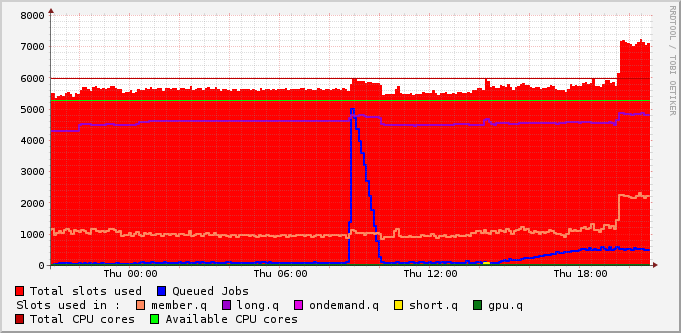 RRDTOOL / TOBI OETIKER
8000
7000
6000
5000
4000
3000
2000
1000
0
Thu 00:00 Thu 06:00 Thu 12:00 Thu 18:00
Total slots used Queued Jobs
Slots used in : member.q long.q ondemand.q short.q gpu.q
Total CPU cores Available CPU cores